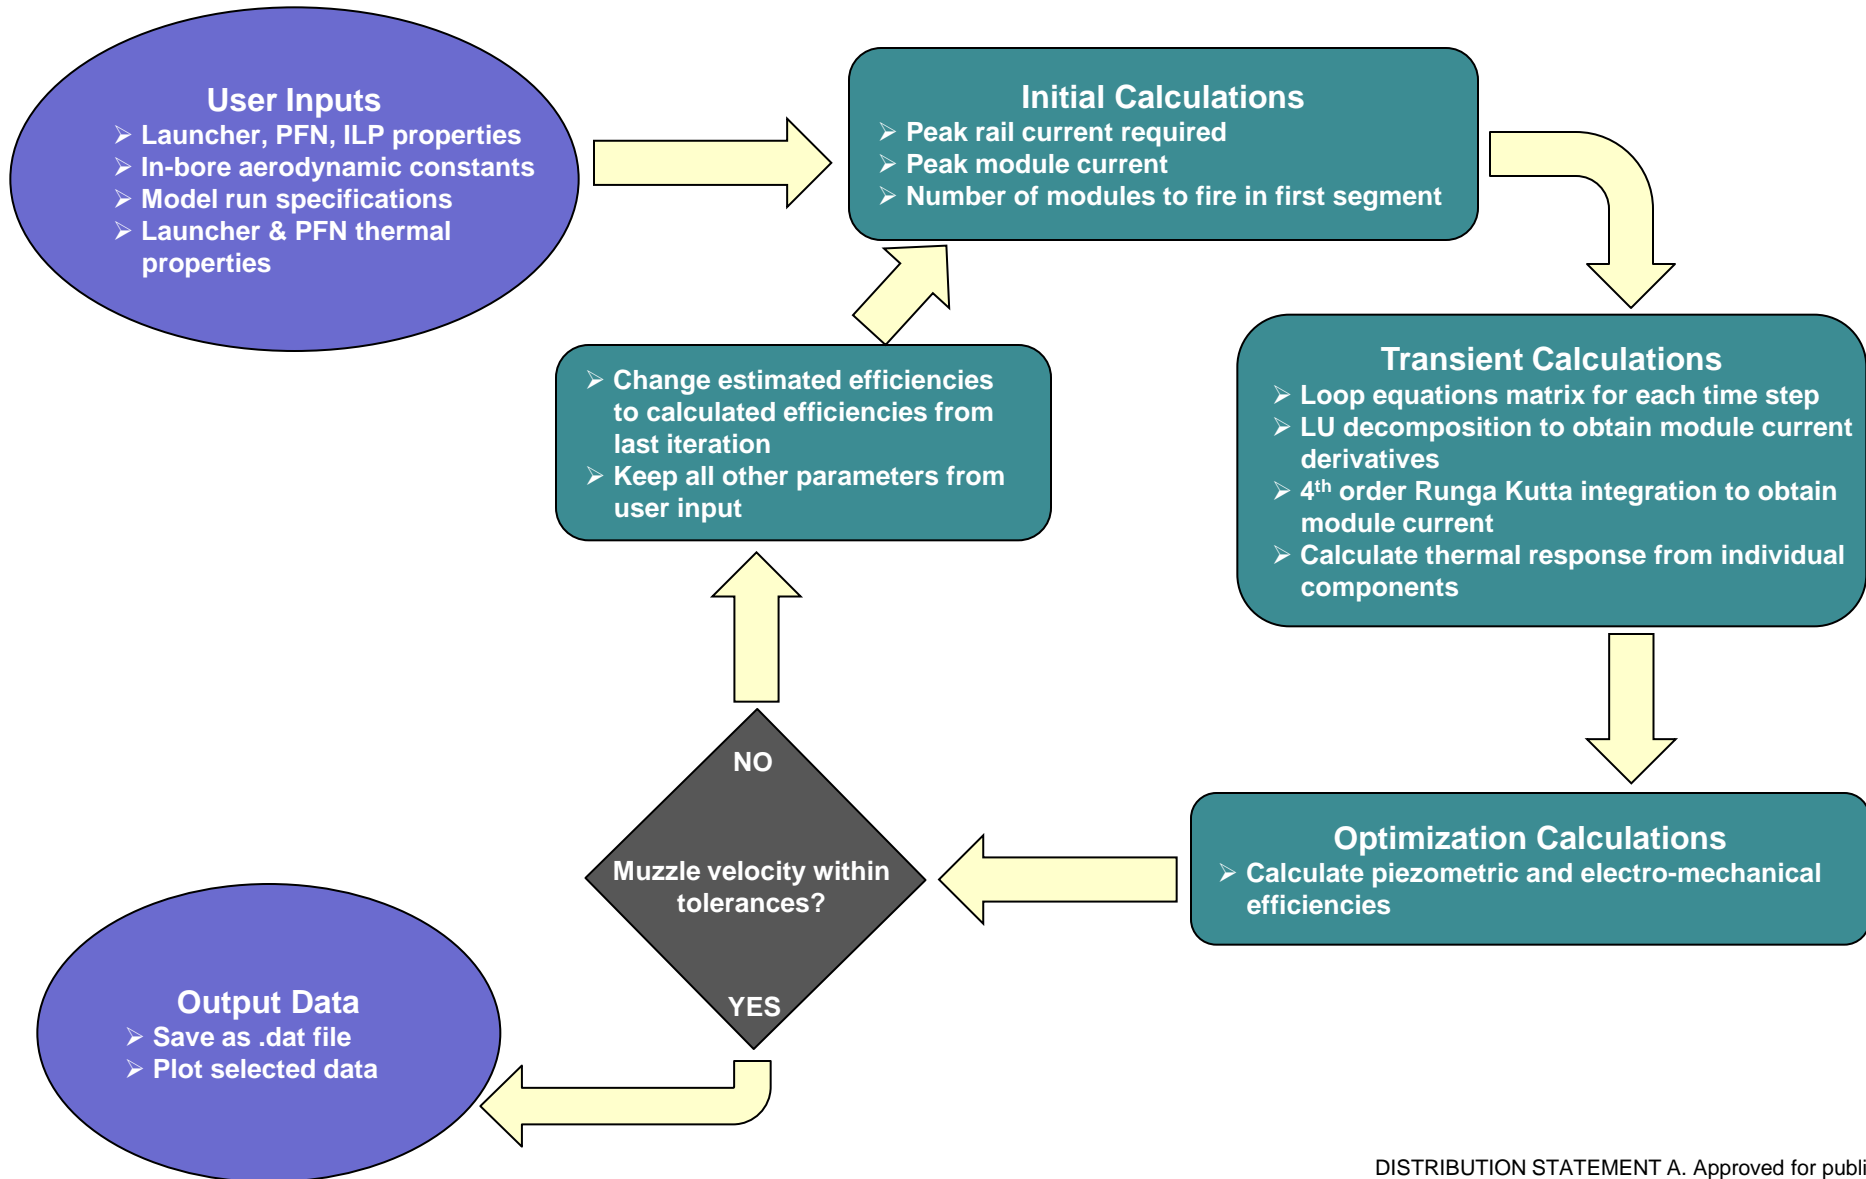 User Inputs
➢ Launcher, PFN, ILP properties
➢ In-bore aerodynamic constants
➢ Model run specifications
➢ Launcher & PFN thermal
properties
Initial Calculations
➢ Peak rail current required
➢ Peak module current
➢ Number of modules to fire in first segment
Transient Calculations
➢ Loop equations matrix for each time step
➢ LU decomposition to obtain module current
derivatives
➢ 4th order Runga Kutta integration to obtain
module current
➢ Calculate thermal response from individual
components
Optimization Calculations
➢ Calculate piezometric and electro-mechanical
efficiencies
NO
Muzzle velocity within
tolerances?
YES
➢ Change estimated efficiencies
to calculated efficiencies from
last iteration
➢ Keep all other parameters from
user input
Output Data
➢ Save as .dat file
➢ Plot selected data
DISTRIBUTION STATEMENT A. Approved for publi